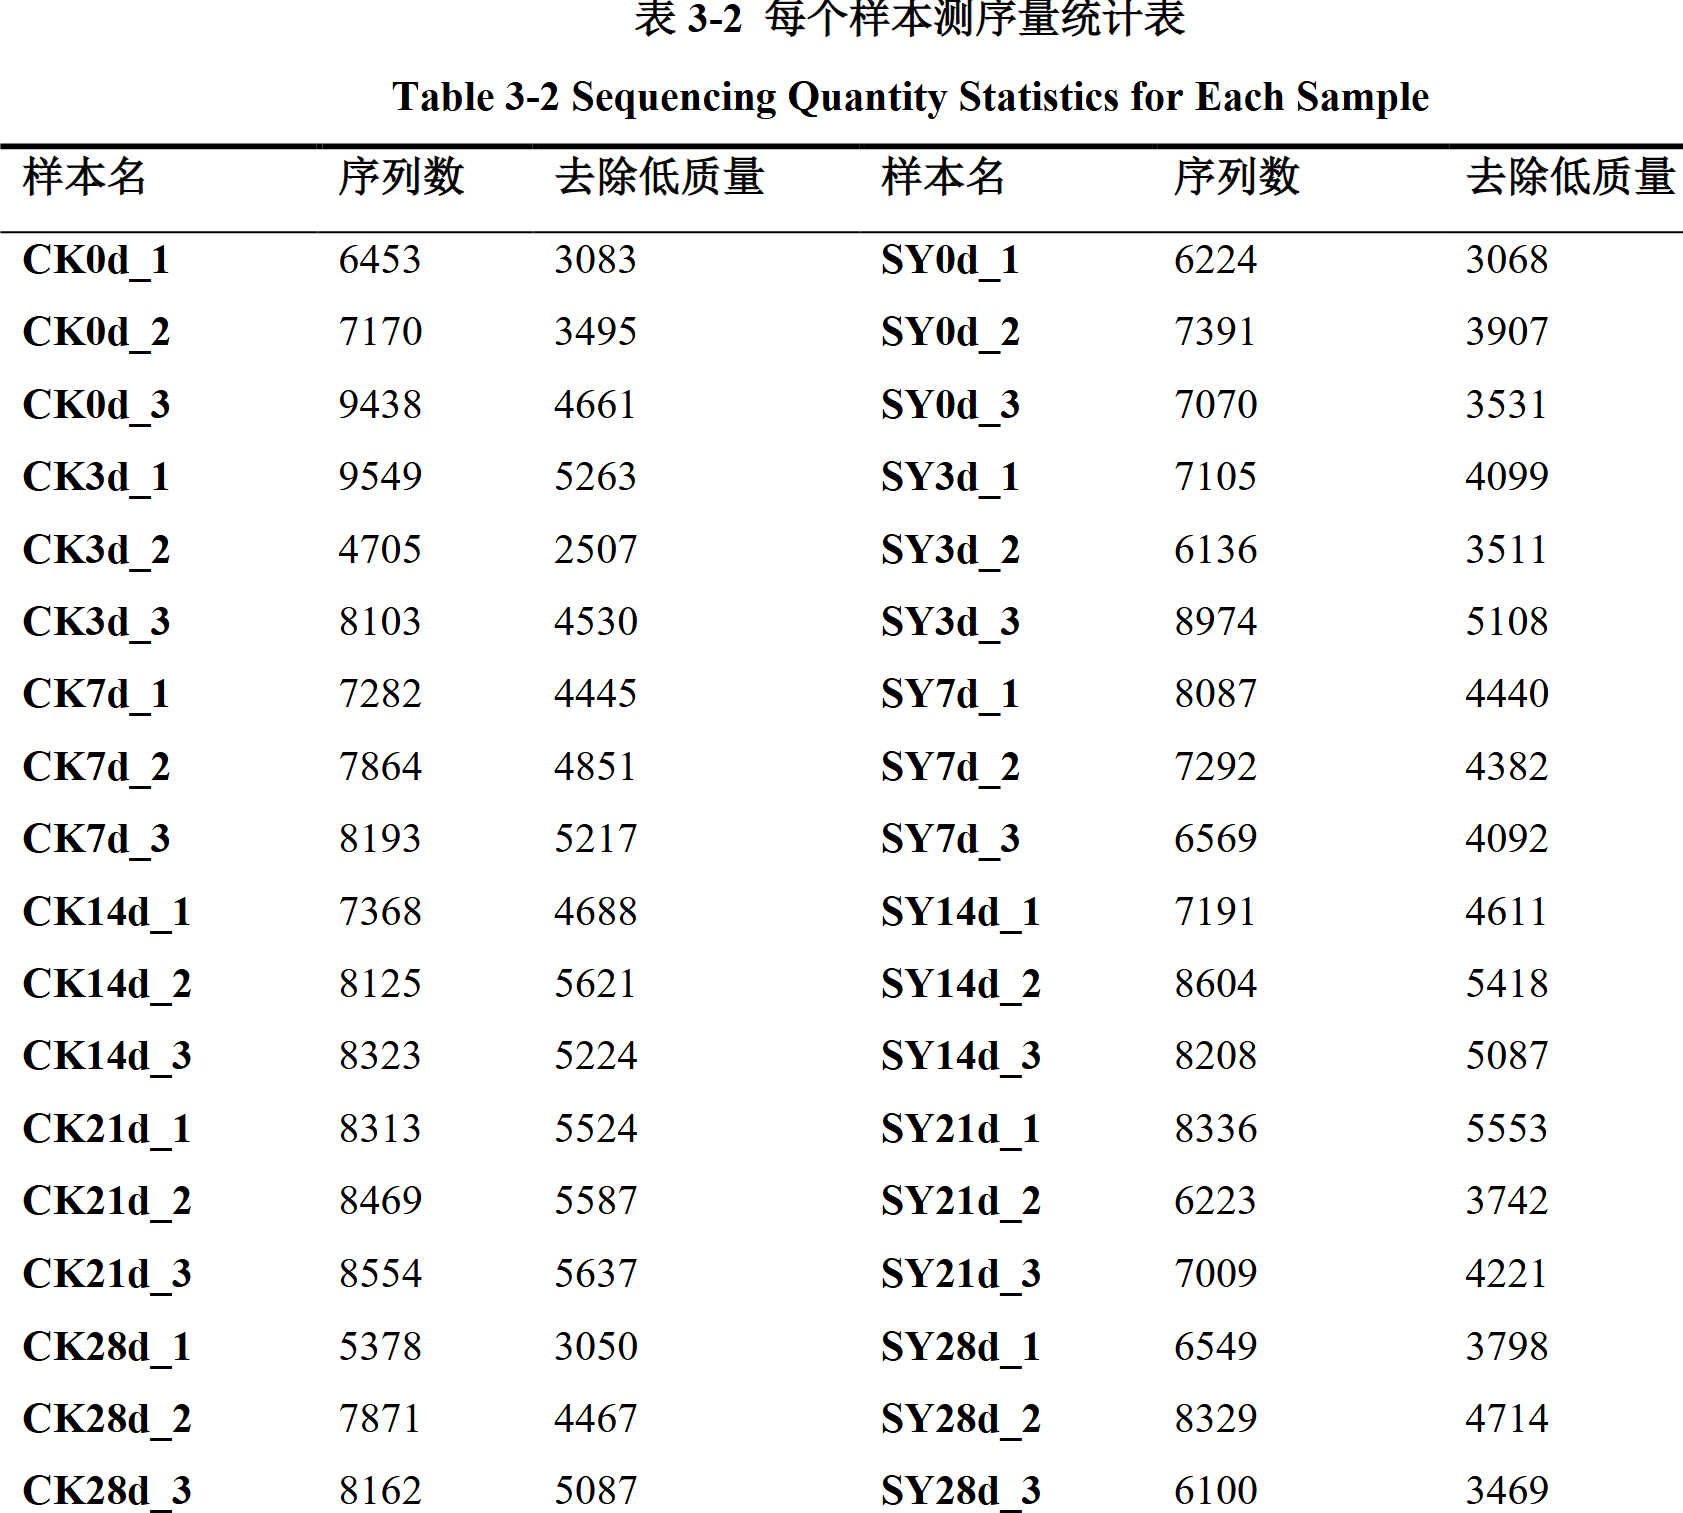 表 3-2 每个样本测序量统计表
Table 3-2 Sequencing Quantity Statistics for Each Sample
样本名 序列数 去除低质量 样本名 序列数 去除低质量
CK0d_1 6453 3083 SY0d_1 6224 3068
CK0d_2 7170 3495 SY0d_2 7391 3907
CK0d_3 9438 4661 SY0d_3 7070 3531
CK3d_1 9549 5263 SY3d_1 7105 4099
CK3d_2 4705 2507 SY3d_2 6136 3511
CK3d_3 8103 4530 SY3d_3 8974 5108
CK7d_1 7282 4445 SY7d_1 8087 4440
CK7d_2 7864 4851 SY7d_2 7292 4382
CK7d_3 8193 5217 SY7d_3 6569 4092
CK14d_1 7368 4688 SY14d_1 7191 4611
CK14d_2 8125 5621 SY14d_2 8604 5418
CK14d_3 8323 5224 SY14d_3 8208 5087
CK21d_1 8313 5524 SY21d_1 8336 5553
CK21d_2 8469 5587 SY21d_2 6223 3742
CK21d_3 8554 5637 SY21d_3 7009 4221
CK28d_1 5378 3050 SY28d_1 6549 3798
CK28d_2 7871 4467 SY28d_2 8329 4714
CK28d_3 8162 5087 SY28d_3 6100 3469